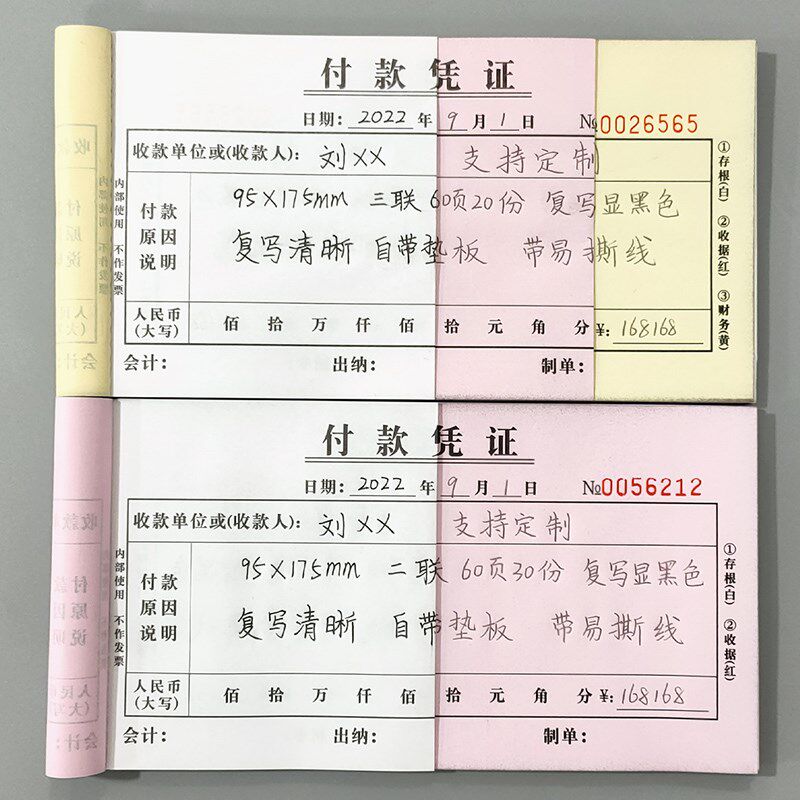 付款凭证
日期: 2022 年 9 月 1 日 №0026565
收款单位或(收款人): 刘×× 支持定制
付款原因说明
95×175mm 三联 60页20份 复写显黑色
复写清晰 自带垫板 带易撕线
人民币(大写) 佰 拾 万 仟 佰 拾 元 角 分 ¥: 168168
会计: 出纳: 制单:
内部使用 不作发票
①存根(白) ②收据(红) ③财务(黄)
付款凭证
日期: 2022 年 9 月 1 日 №0056212
收款单位或(收款人): 刘×× 支持定制
付款原因说明
95×175mm 二联 60页30份 复写显黑色
复写清晰 自带垫板 带易撕线
人民币(大写) 佰 拾 万 仟 佰 拾 元 角 分 ¥: 168168
会计: 出纳: 制单:
内部使用 不作发票
①存根(白) ②收据(红)